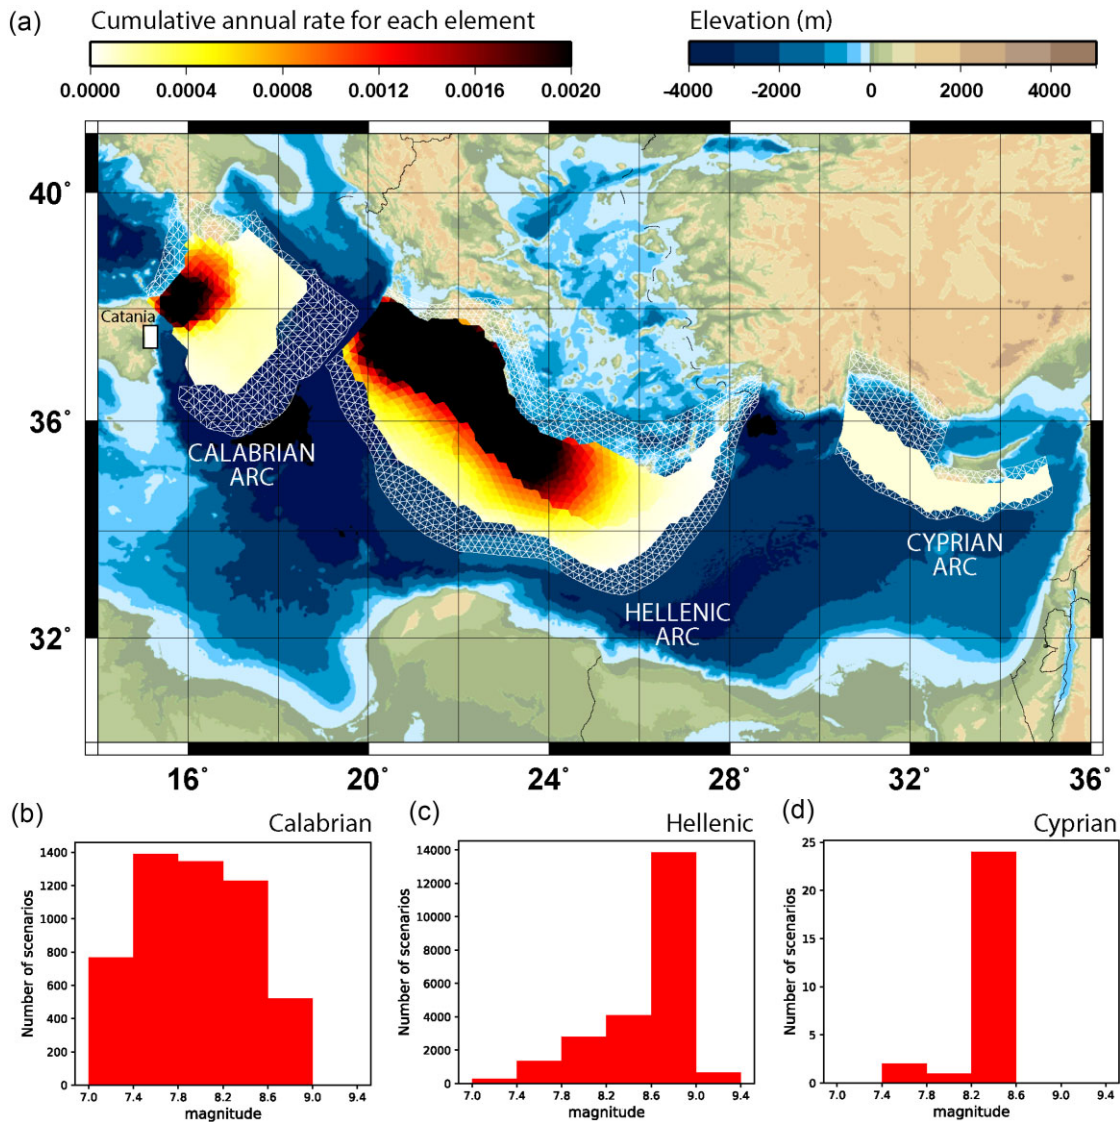 (a)
Cumulative annual rate for each element
Elevation (m)
0.0000 0.0004 0.0008 0.0012 0.0016 0.0020
-4000 -2000 0 2000 4000
40°
36°
32°
Catania
CALABRIAN
ARC
HELLENIC
ARC
CYPRIAN
ARC
16° 20° 24° 28° 32° 36°
(b)
Calabrian
Number of scenarios
1400
1200
1000
800
600
400
200
0
7.0 7.4 7.8 8.2 8.6 9.0 9.4
magnitude
(c)
Hellenic
Number of scenarios
14000
12000
10000
8000
6000
4000
2000
0
7.0 7.4 7.8 8.2 8.6 9.0 9.4
magnitude
(d)
Cyprian
Number of scenarios
25
20
15
10
5
0
7.0 7.4 7.8 8.2 8.6 9.0 9.4
magnitude